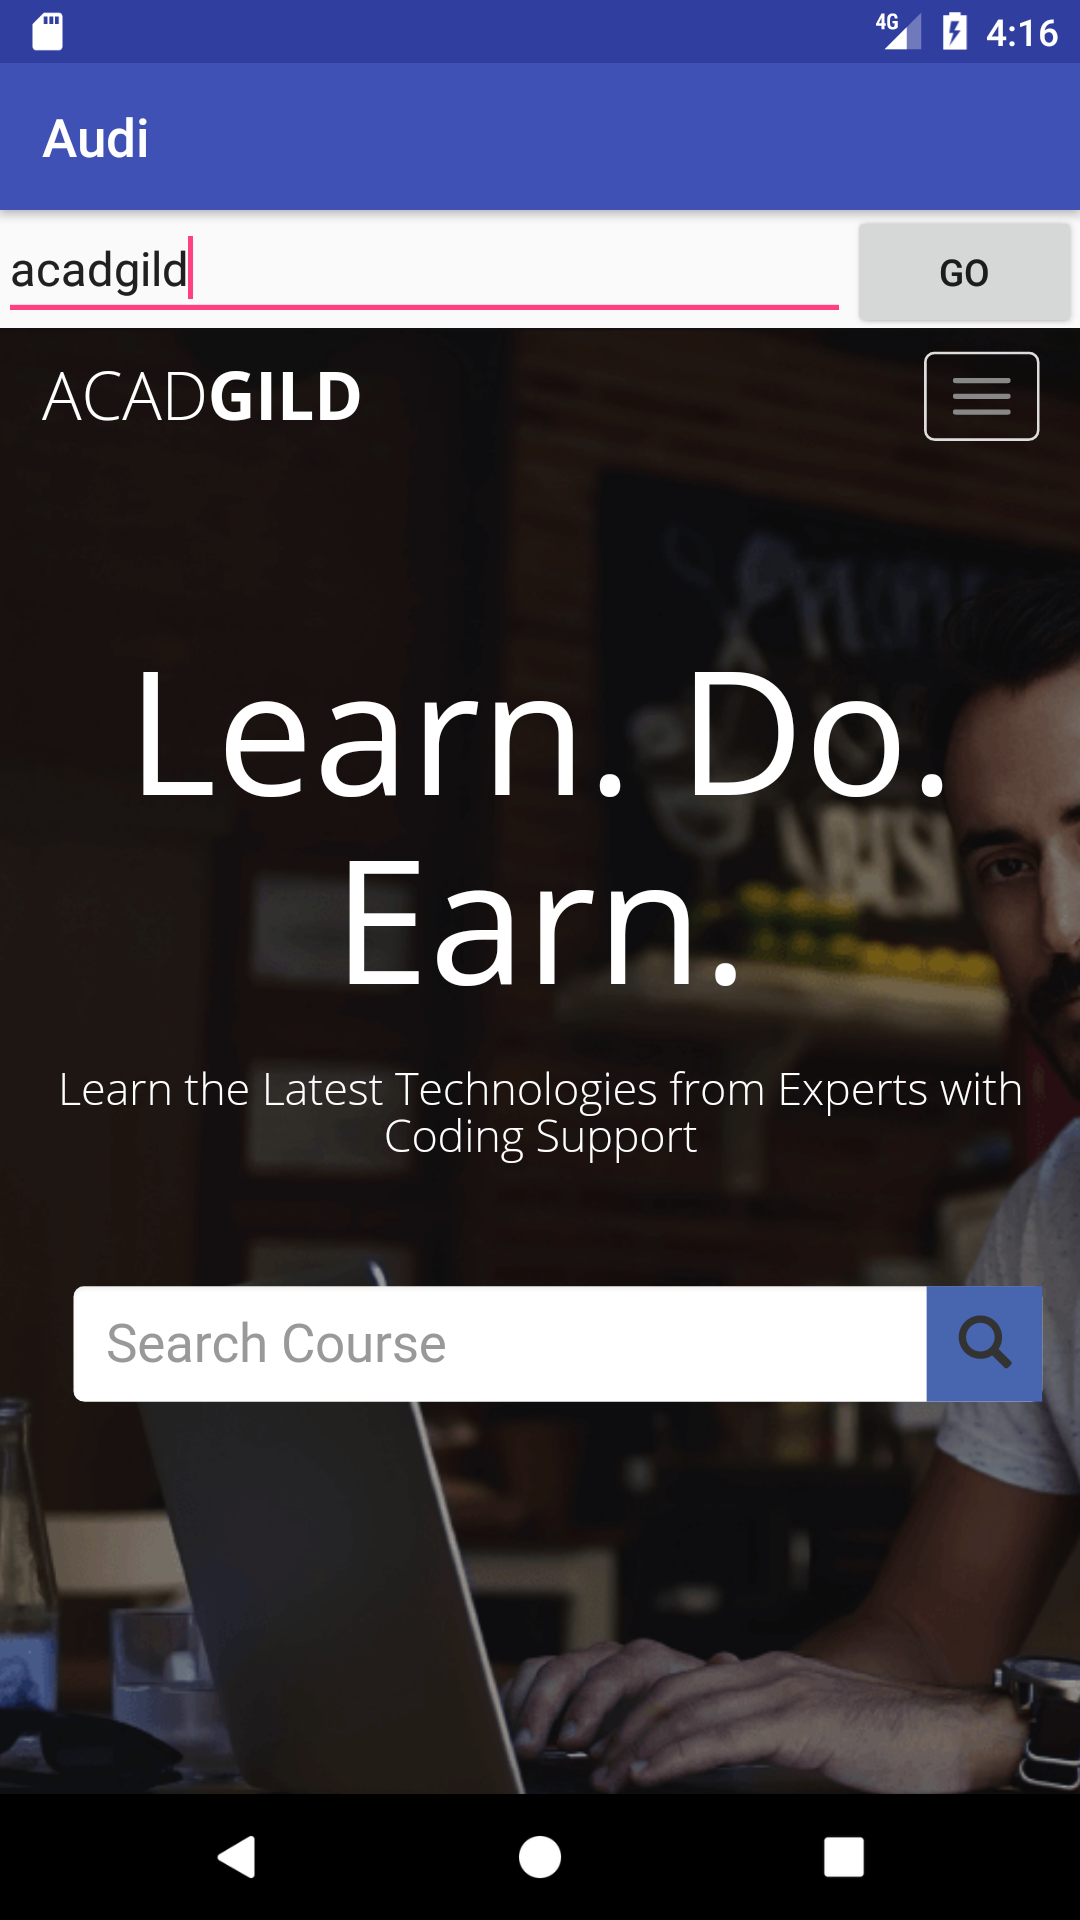 4G 4:16
Audi
acadgild GO
ACADGILD
Learn. Do.
Earn.
Learn the Latest Technologies from Experts with
Coding Support
Search Course